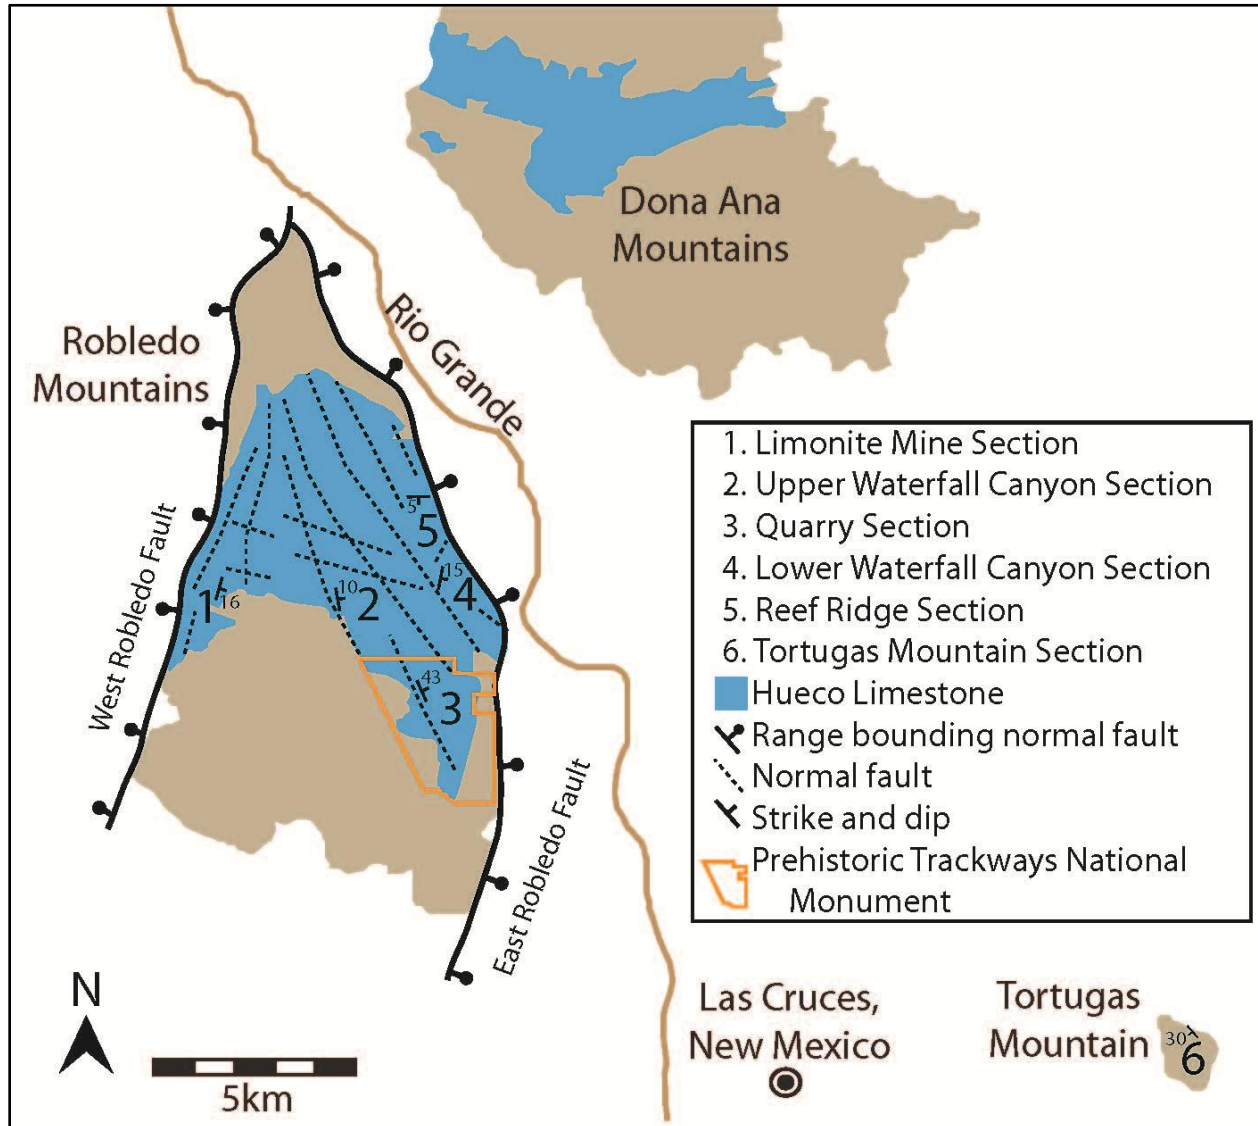 Dona Ana
Mountains
Robledo
Mountains
Rio Grande
West Robledo Fault
East Robledo Fault
5
5
15
4
10
2
1
16
43
3
1. Limonite Mine Section
2. Upper Waterfall Canyon Section
3. Quarry Section
4. Lower Waterfall Canyon Section
5. Reef Ridge Section
6. Tortugas Mountain Section
Hueco Limestone
Range bounding normal fault
Normal fault
Strike and dip
Prehistoric Trackways National
Monument
N
5km
Las Cruces,
New Mexico
Tortugas
Mountain
30
6